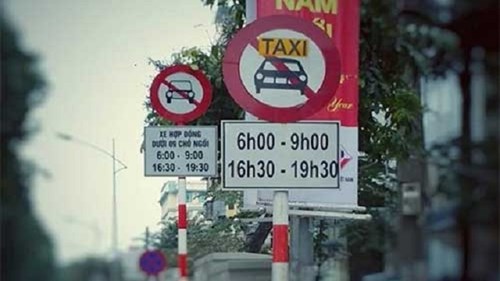 NAM
TAXI
6h00 - 9h00
16h30 - 19h30
XE HỢP ĐỒNG
DƯỚI 09 CHỖ NGỒI
6:00 - 9:00
16:30 - 19:30
Year